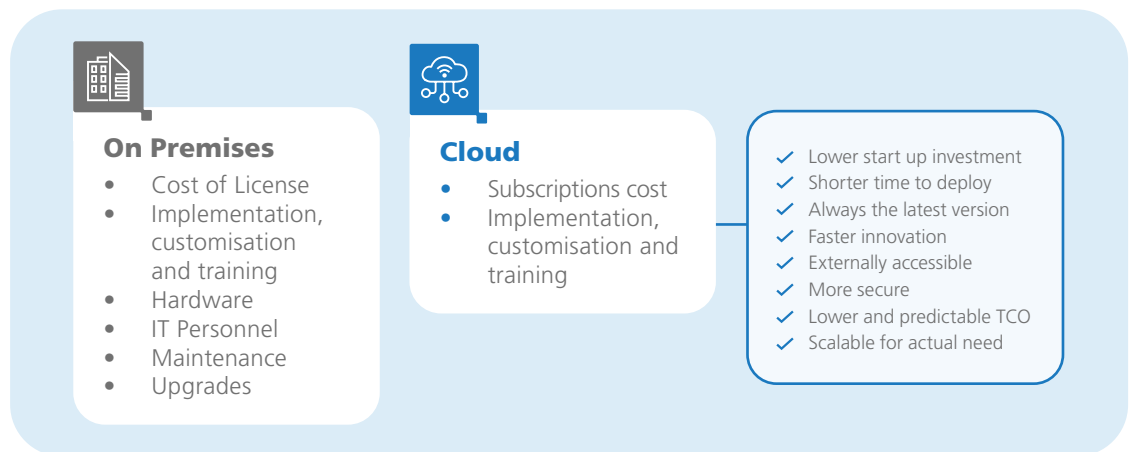 On Premises
• Cost of License
• Implementation,
customisation
and training
• Hardware
• IT Personnel
• Maintenance
• Upgrades
Cloud
• Subscriptions cost
• Implementation,
customisation and
training
✓ Lower start up investment
✓ Shorter time to deploy
✓ Always the latest version
✓ Faster innovation
✓ Externally accessible
✓ More secure
✓ Lower and predictable TCO
✓ Scalable for actual need